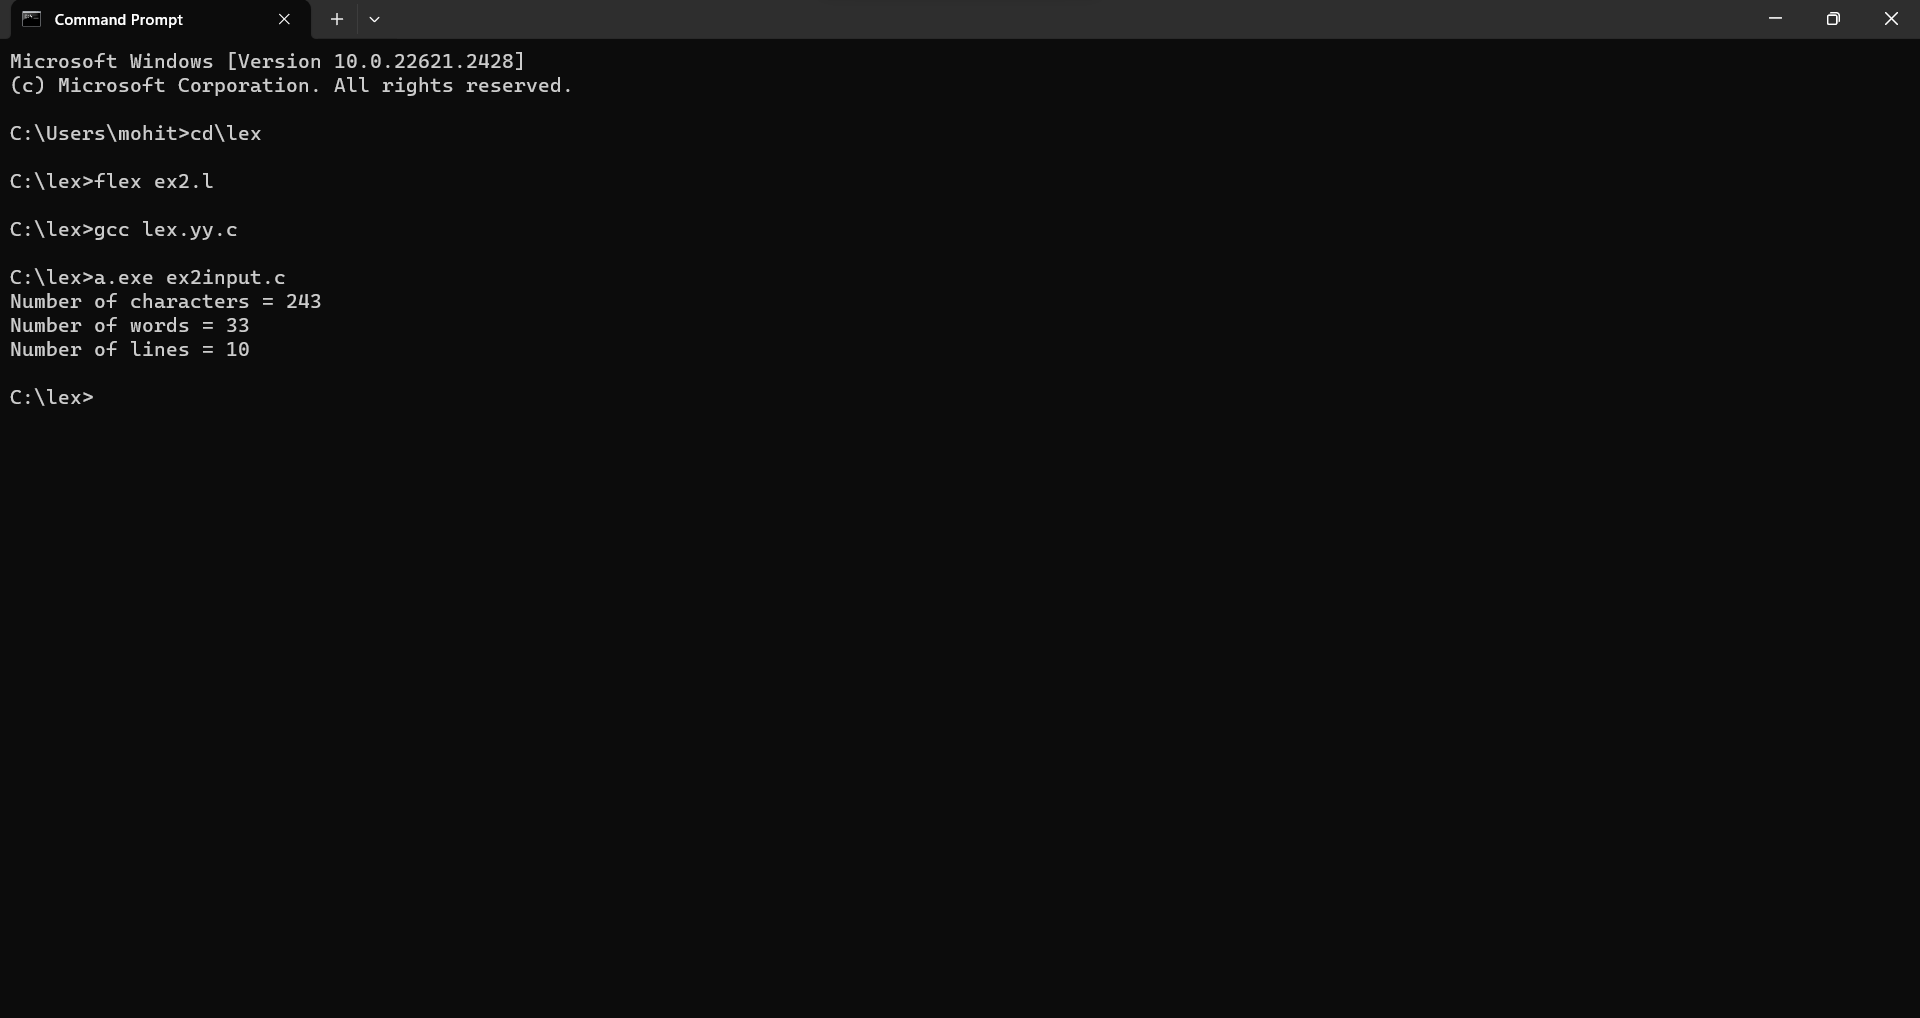 Command Prompt
Microsoft Windows [Version 10.0.22621.2428]
(c) Microsoft Corporation. All rights reserved.
C:\Users\mohit>cd\lex
C:\lex>flex ex2.l
C:\lex>gcc lex.yy.c
C:\lex>a.exe ex2input.c
Number of characters = 243
Number of words = 33
Number of lines = 10
C:\lex>